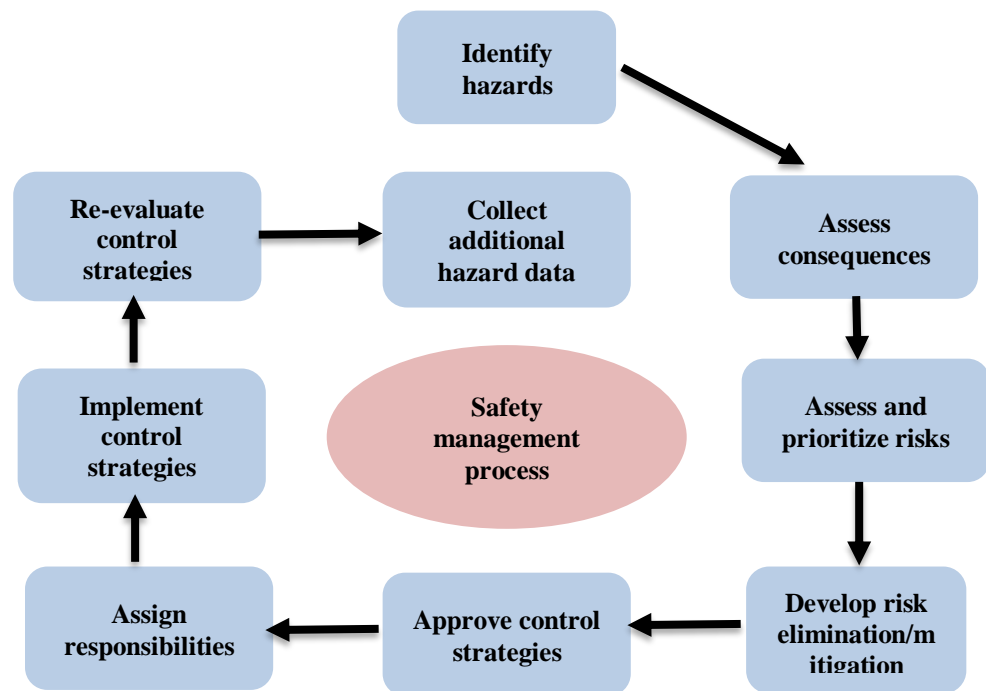 Identify
hazards
Assess
consequences
Assess and
prioritize risks
Develop risk
elimination/m
itigation
Approve control
strategies
Assign
responsibilities
Implement
control
strategies
Re-evaluate
control
strategies
Collect
additional
hazard data
Safety
management
process